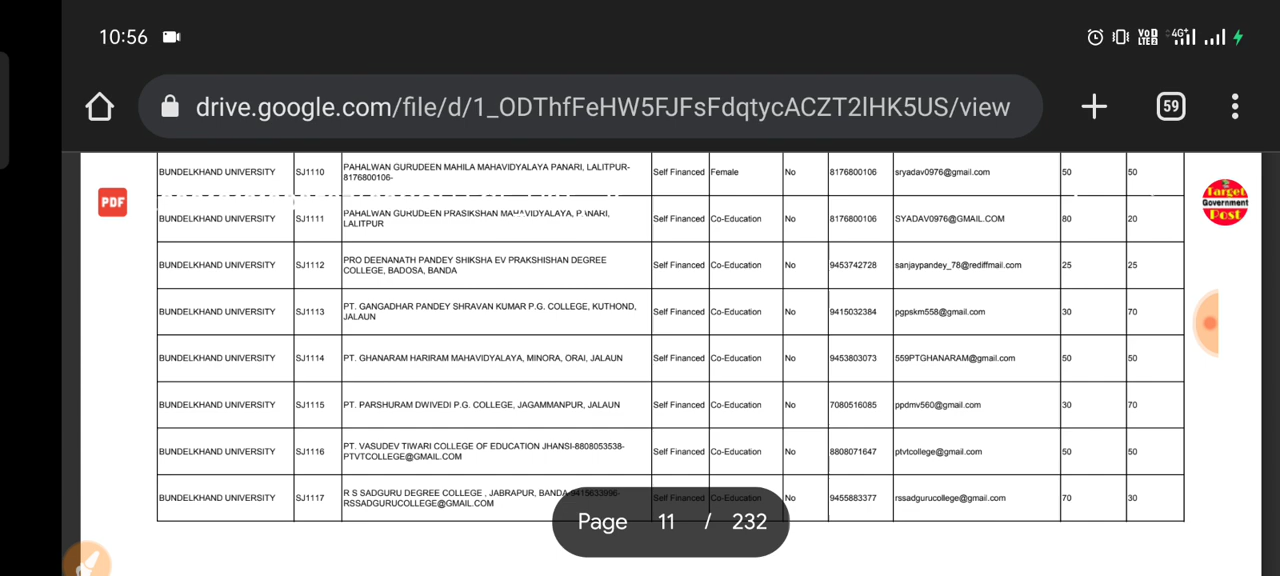 10:56
VoD LTE2 4G+
drive.google.com/file/d/1_ODThfFeHW5FJFsFdqtycACZT2lHK5US/view
59
BUNDELKHAND UNIVERSITY SJ1110 PAHALWAN GURUDEEN MAHILA MAHAVIDYALAYA PANARI, LALITPUR- Self Financed Female No 8176800106 sryadav0976@gmail.com 50 50
8176800106-
PDF
Target
Government
Post
BUNDELKHAND UNIVERSITY SJ1111 PAHALWAN GURUDEEN PRASIKSHAN MAHAVIDYALAYA, PANARI, Self Financed Co-Education No 8176800106 SYADAV0976@GMAIL.COM 80 20
LALITPUR
BUNDELKHAND UNIVERSITY SJ1112 PRO DEENANATH PANDEY SHIKSHA EV PRAKSHISHAN DEGREE Self Financed Co-Education No 9453742728 sanjaypandey_78@rediffmail.com 25 25
COLLEGE, BADOSA, BANDA
BUNDELKHAND UNIVERSITY SJ1113 PT. GANGADHAR PANDEY SHRAVAN KUMAR P.G. COLLEGE, KUTHOND, Self Financed Co-Education No 9415032384 pgpskm558@gmail.com 30 70
JALAUN
BUNDELKHAND UNIVERSITY SJ1114 PT. GHANARAM HARIRAM MAHAVIDYALAYA, MINORA, ORAI, JALAUN Self Financed Co-Education No 9453803073 559PTGHANARAM@gmail.com 50 50
BUNDELKHAND UNIVERSITY SJ1115 PT. PARSHURAM DWIVEDI P.G. COLLEGE, JAGAMMANPUR, JALAUN Self Financed Co-Education No 7080516085 ppdmv560@gmail.com 30 70
BUNDELKHAND UNIVERSITY SJ1116 PT. VASUDEV TIWARI COLLEGE OF EDUCATION JHANSI-8808053538- Self Financed Co-Education No 8808071647 ptvtcollege@gmail.com 50 50
PTVTCOLLEGE@GMAIL.COM
BUNDELKHAND UNIVERSITY SJ1117 R S SADGURU DEGREE COLLEGE , JABRAPUR, BANDA-9415633996- Self Financed Co-Education No 9455883377 rssadgurucollege@gmail.com 70 30
RSSADGURUCOLLEGE@GMAIL.COM
Page 11 / 232